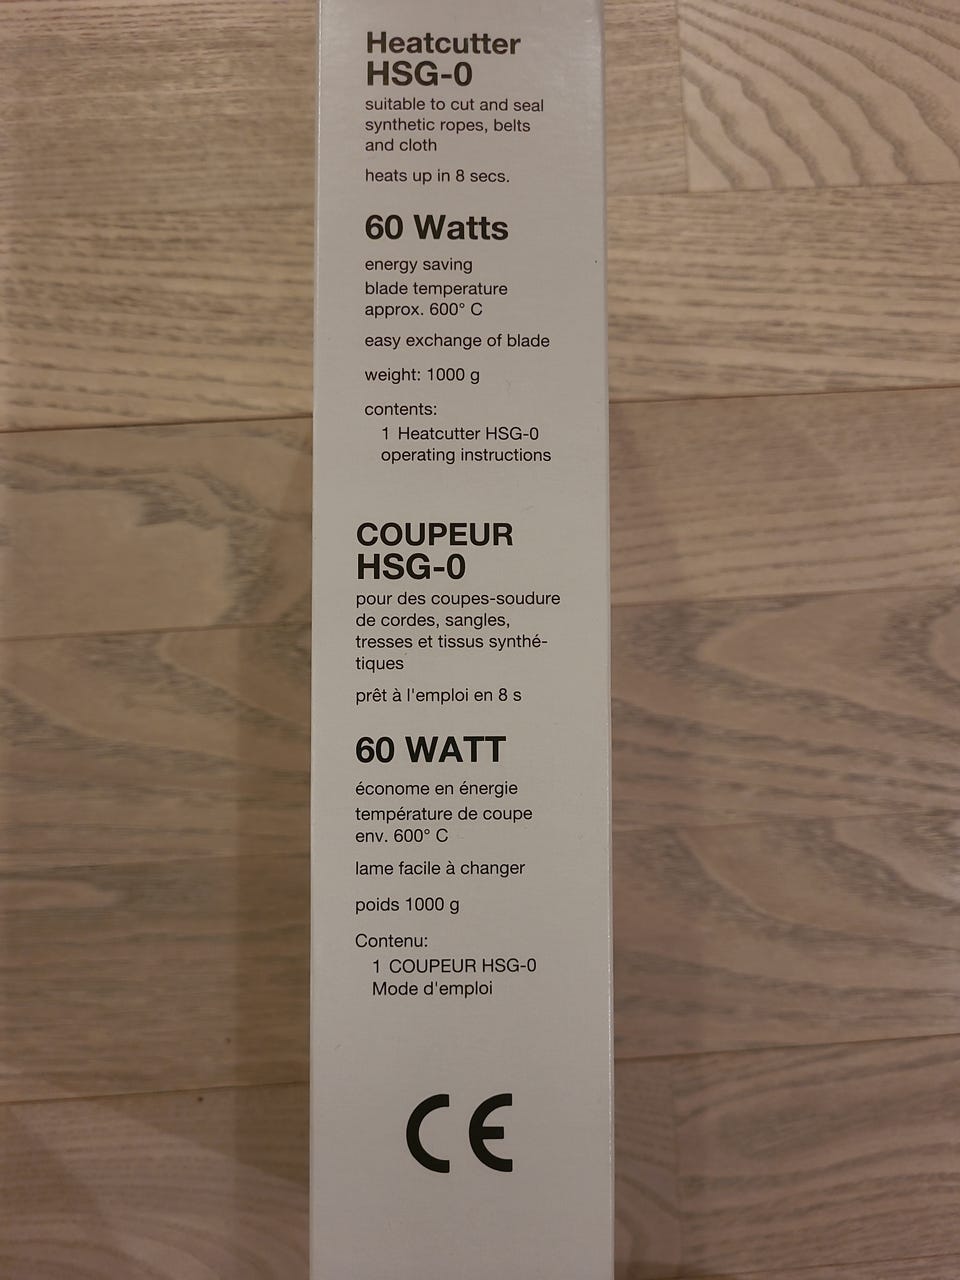 Heatcutter
HSG-0
suitable to cut and seal
synthetic ropes, belts
and cloth
heats up in 8 secs.
60 Watts
energy saving
blade temperature
approx. 600° C
easy exchange of blade
weight: 1000 g
contents:
1 Heatcutter HSG-0
operating instructions
COUPEUR
HSG-0
pour des coupes-soudure
de cordes, sangles,
tresses et tissus synthé-
tiques
prêt à l'emploi en 8 s
60 WATT
économe en énergie
température de coupe
env. 600° C
lame facile à changer
poids 1000 g
Contenu:
1 COUPEUR HSG-0
Mode d'emploi
CE